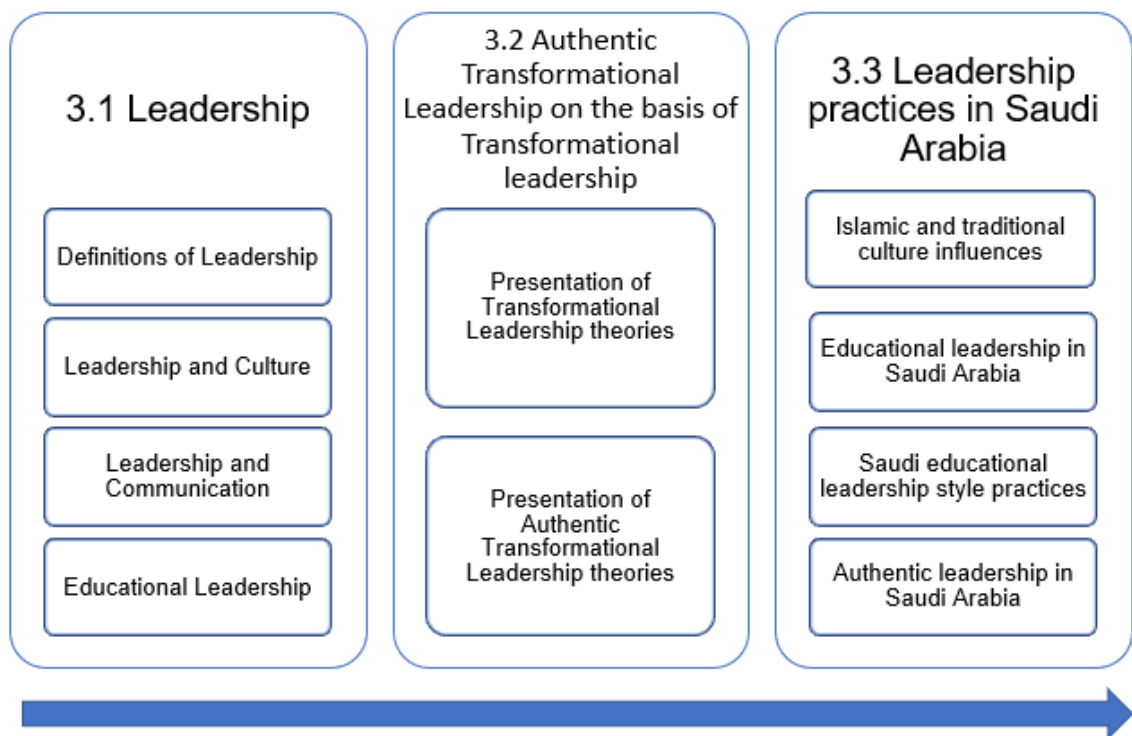 3.1 Leadership
Definitions of Leadership
Leadership and Culture
Leadership and
Communication
Educational Leadership
3.2 Authentic
Transformational
Leadership on the basis of
Transformational
leadership
Presentation of
Transformational
Leadership theories
Presentation of
Authentic
Transformational
Leadership theories
3.3 Leadership
practices in Saudi
Arabia
Islamic and traditional
culture influences
Educational leadership in
Saudi Arabia
Saudi educational
leadership style practices
Authentic leadership in
Saudi Arabia